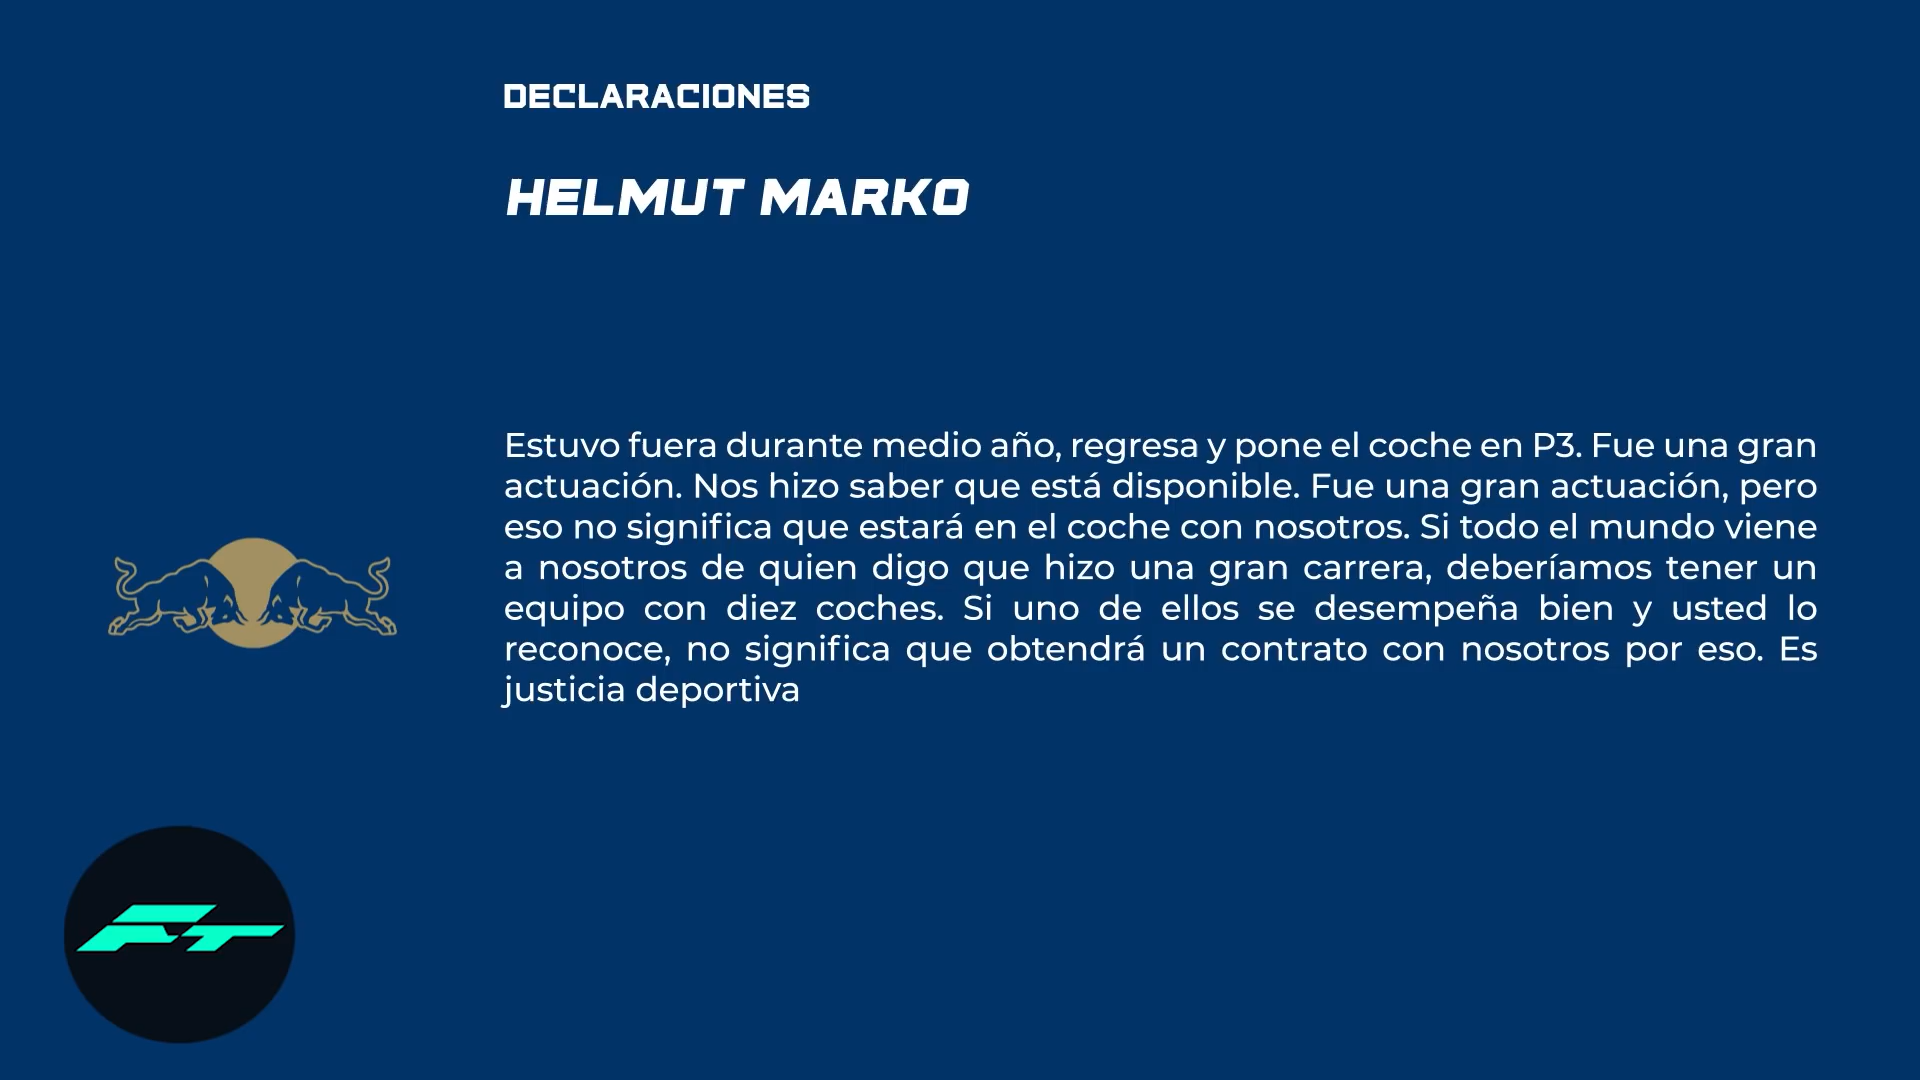 DECLARACIONES
HELMUT MARKO
Estuvo fuera durante medio año, regresa y pone el coche en P3. Fue una gran
actuación. Nos hizo saber que está disponible. Fue una gran actuación, pero
eso no significa que estará en el coche con nosotros. Si todo el mundo viene
a nosotros de quien digo que hizo una gran carrera, deberíamos tener un
equipo con diez coches. Si uno de ellos se desempeña bien y usted lo
reconoce, no significa que obtendrá un contrato con nosotros por eso. Es
justicia deportiva
FT